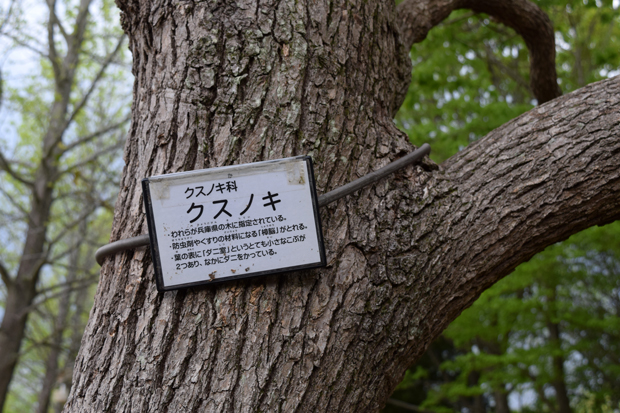 クスノキ科
クスノキ
・われらが兵庫県の木に指定されている。
・防虫剤やくすりの材料になる「樟脳」がとれる。
・葉の表に「ダニ室」というとても小さなこぶが
2つあり、なかにダニをかっている。